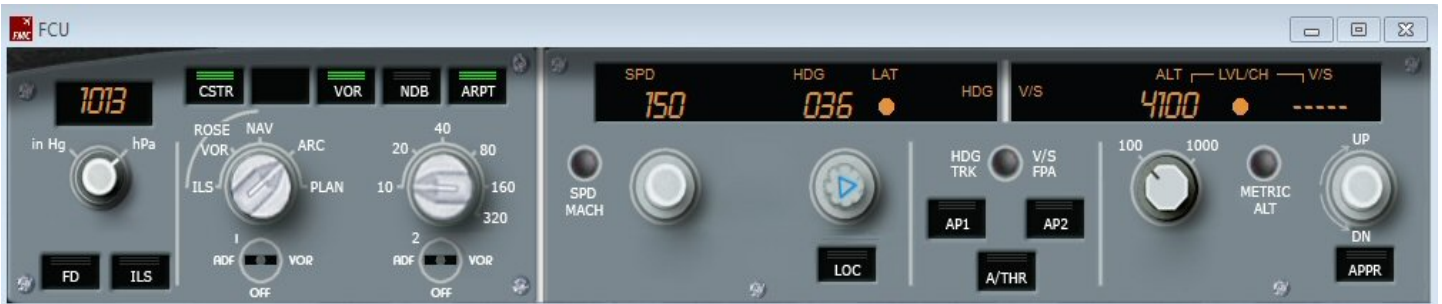 FMC FCU
1013
in Hg hPa
CSTR VOR NDB ARPT
ROSE NAV
VOR ARC
ILS PLAN
40
20 80
10 160
320
1
ADF VOR
OFF
2
ADF VOR
OFF
FD ILS
SPD HDG LAT
150 036
HDG V/S
ALT LVL/CH V/S
4100 -----
SPD
MACH
LOC
HDG V/S
TRK FPA
AP1 AP2
A/THR
100 1000
METRIC
ALT
UP
DN
APPR